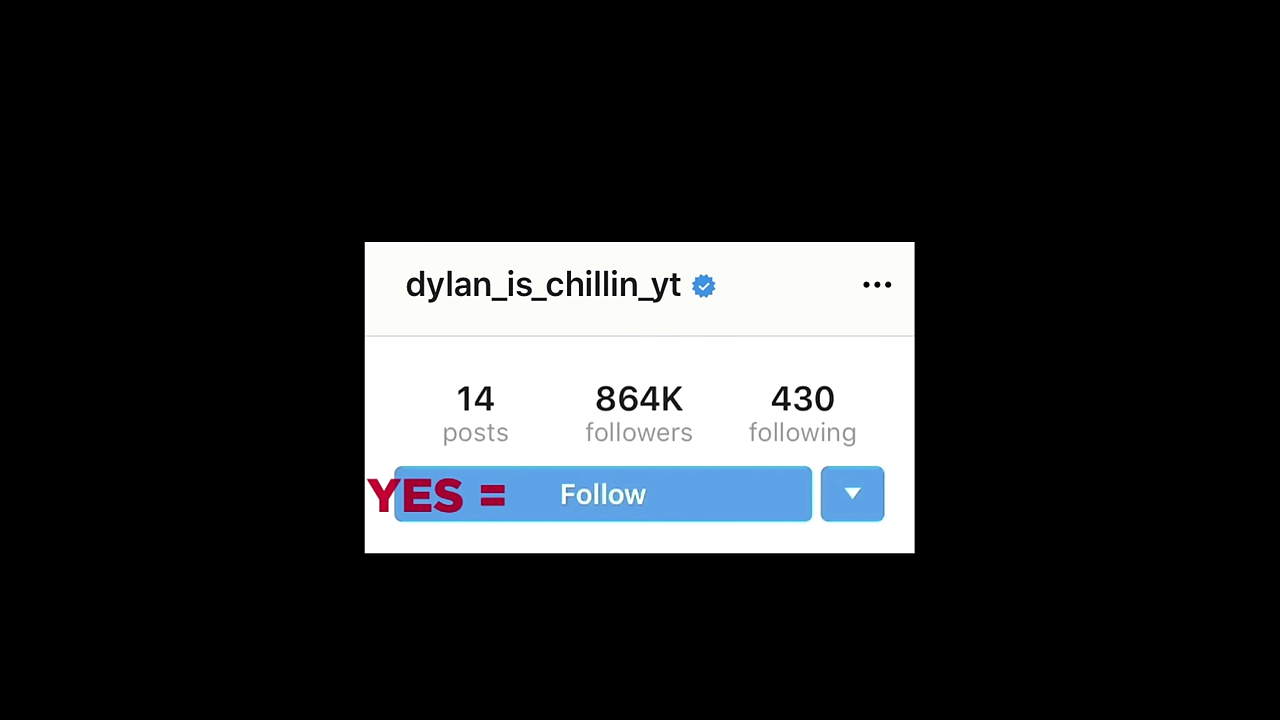 dylan_is_chillin_yt
14 864K 430
posts followers following
YES = Follow